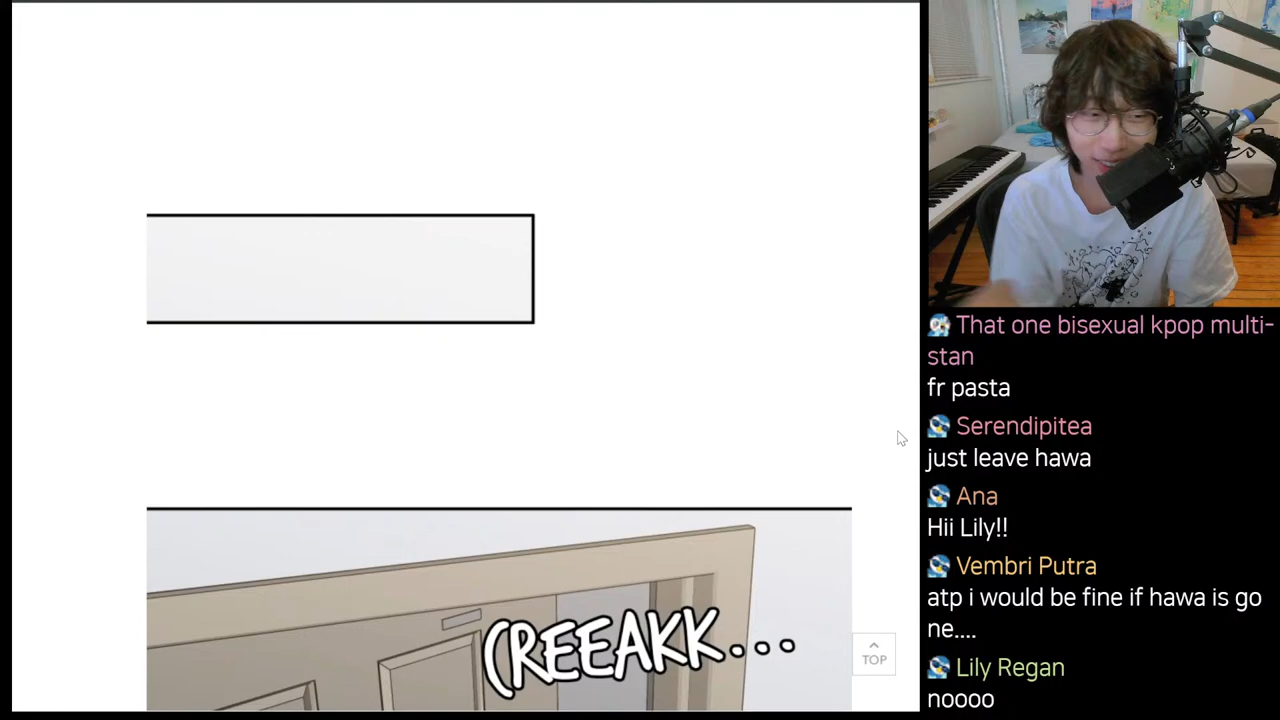 CREEAKK...
TOP
That one bisexual kpop multi-
stan
fr pasta
Serendipitea
just leave hawa
Ana
Hii Lily!!
Vembri Putra
atp i would be fine if hawa is go
ne....
Lily Regan
noooo